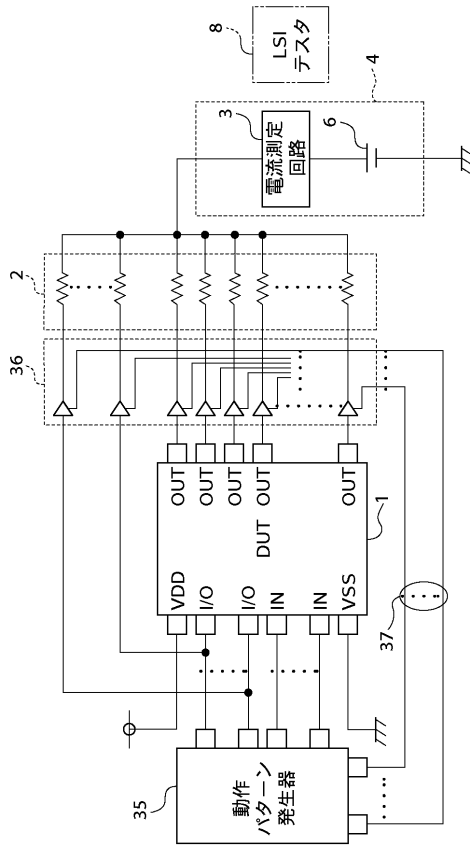 8
LSI
テスタ
4
3
6
電流測定
回路
2
36
OUT
OUT
OUT
OUT
OUT
DUT
1
VDD
I/O
I/O
IN
IN
VSS
37
35
動作
パターン
発生器